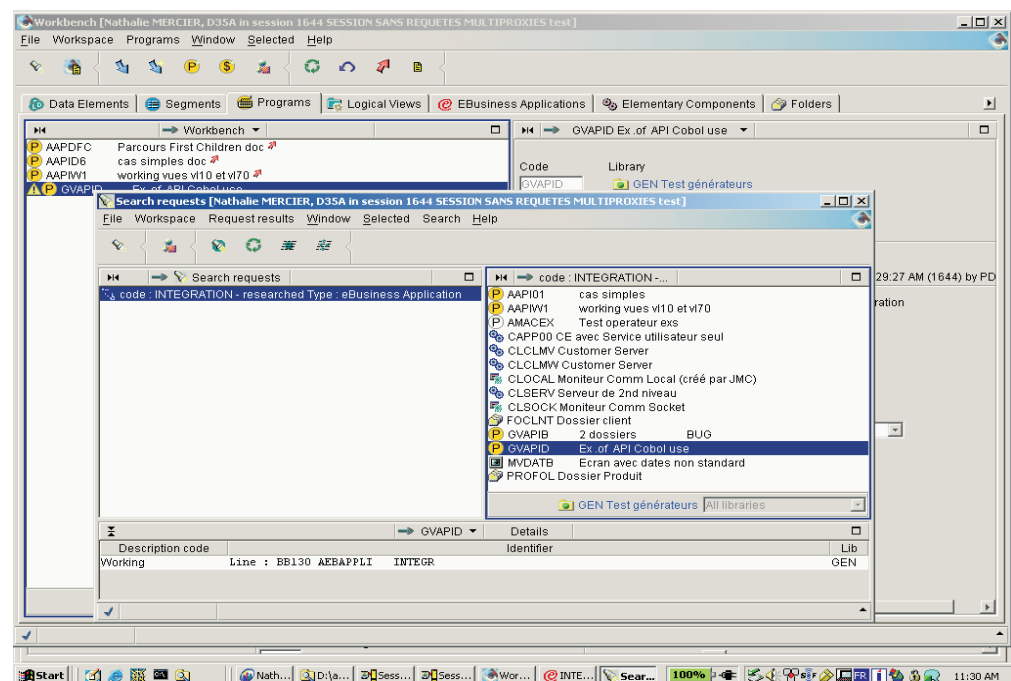 Workbench [Nathalie MERCIER, D35A in session 1644 SESSION SANS REQUETES MULTIPROXIES test]
File Workspace Programs Window Selected Help
Data Elements Segments Programs Logical Views EBusiness Applications Elementary Components Folders
Workbench
GVAPID Ex .of API Cobol use
AAPDFC Parcours First Children doc
AAPID6 cas simples doc
AAPIW1 working vues vl10 et vl70
GVAPID Ex .of API Cobol use
Code Library
GVAPID GEN Test générateurs
Search requests [Nathalie MERCIER, D35A in session 1644 SESSION SANS REQUETES MULTIPROXIES test]
File Workspace Request results Window Selected Search Help
29:27 AM (1644) by PD
ration
Search requests
code : INTEGRATION -...
code : INTEGRATION - researched Type : eBusiness Application
AAPI01 cas simples
AAPIW1 working vues vl10 et vl70
AMACEX Test operateur exs
CAPP00 CE avec Service utilisateur seul
CLCLMV Customer Server
CLCLMW Customer Server
CLOCAL Moniteur Comm Local (créé par JMC)
CLSERV Serveur de 2nd niveau
CLSOCK Moniteur Comm Socket
FOCLNT Dossier client
GVAPIB 2 dossiers BUG
GVAPID Ex .of API Cobol use
MVDATB Ecran avec dates non standard
PROFOL Dossier Produit
GEN Test générateurs All libraries
GVAPID Details
Description code Identifier Lib
Working Line : BB130 AEBAPPLI INTEGR GEN
Start Nath... D:\a... Sess... Sess... Wor... INTE... Sear... 100% FR 11:30 AM